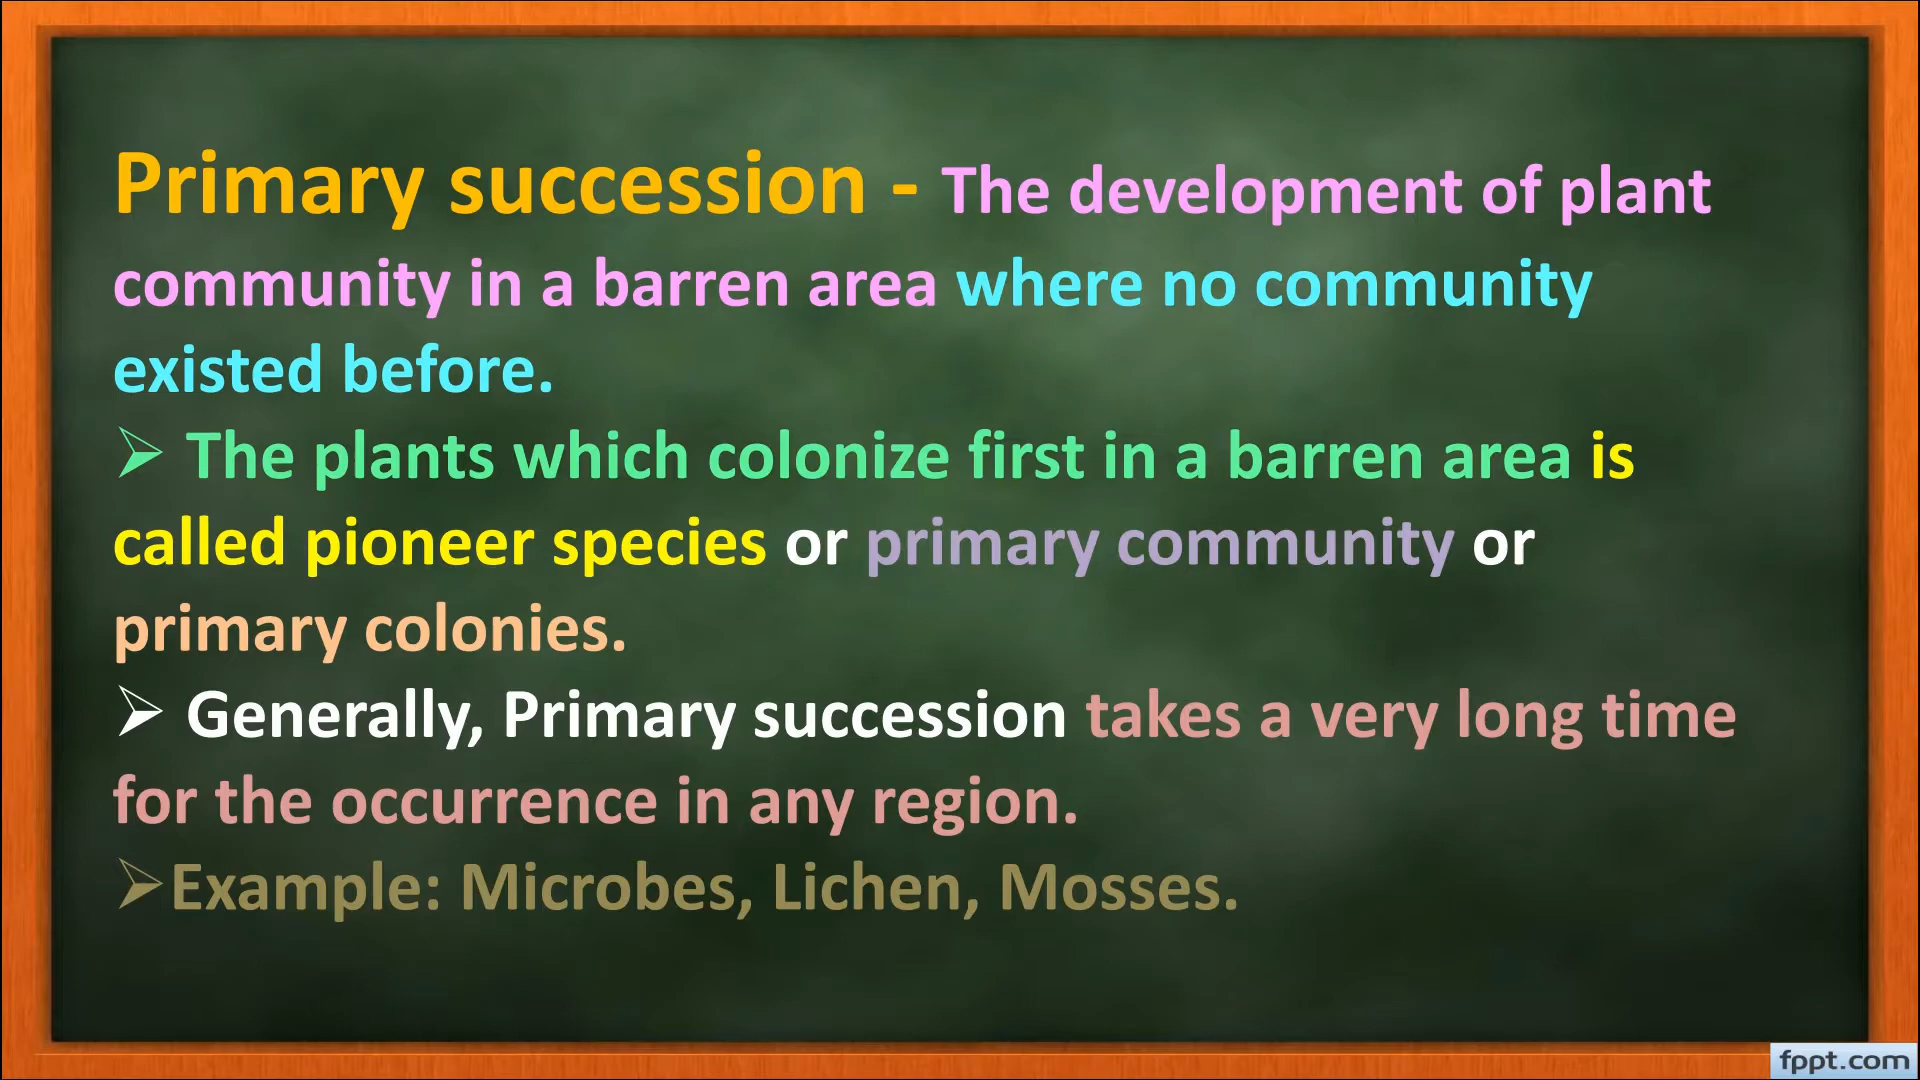 Primary succession - The development of plant
community in a barren area where no community
existed before.
➢ The plants which colonize first in a barren area is
called pioneer species or primary community or
primary colonies.
➢ Generally, Primary succession takes a very long time
for the occurrence in any region.
➢Example: Microbes, Lichen, Mosses.
fppt.com